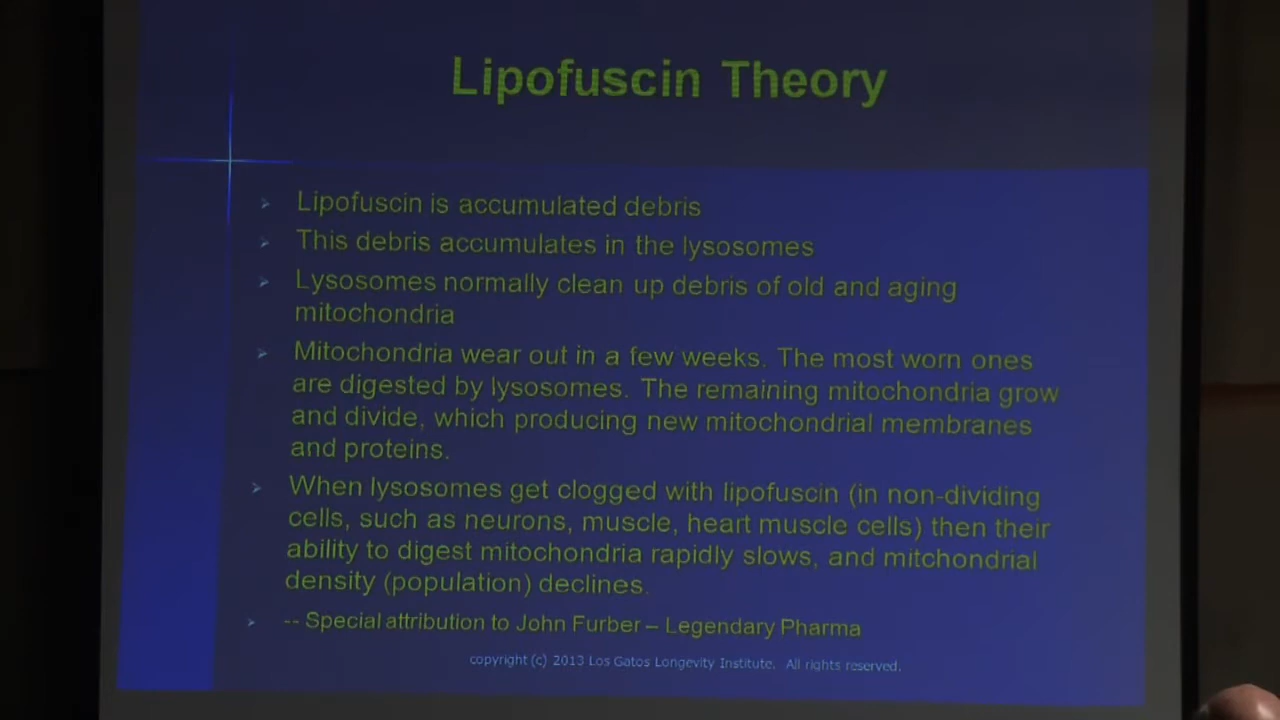 Lipofuscin Theory
Lipofuscin is accumulated debris
This debris accumulates in the lysosomes
Lysosomes normally clean up debris of old and aging
mitochondria
Mitochondria wear out in a few weeks. The most worn ones
are digested by lysosomes. The remaining mitochondria grow
and divide, which producing new mitochondrial membranes
and proteins.
When lysosomes get clogged with lipofuscin (in non-dividing
cells, such as neurons, muscle, heart muscle cells) then their
ability to digest mitochondria rapidly slows, and mitchondrial
density (population) declines.
-- Special attribution to John Furber – Legendary Pharma
copyright (c) 2013 Los Gatos Longevity Institute. All rights reserved.